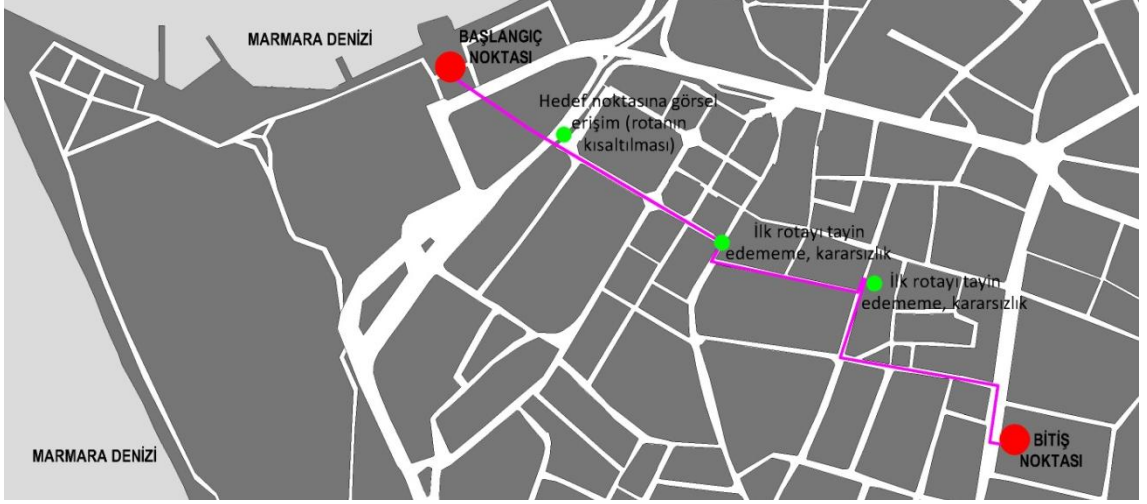 MARMARA DENİZİ
BAŞLANGIÇ
NOKTASI
Hedef noktasına görsel
erişim (rotanın
kısaltılması)
İlk rotayı tayin
edememe, kararsızlık
İlk rotayı tayin
edememe, kararsızlık
BİTİŞ
NOKTASI
MARMARA DENİZİ